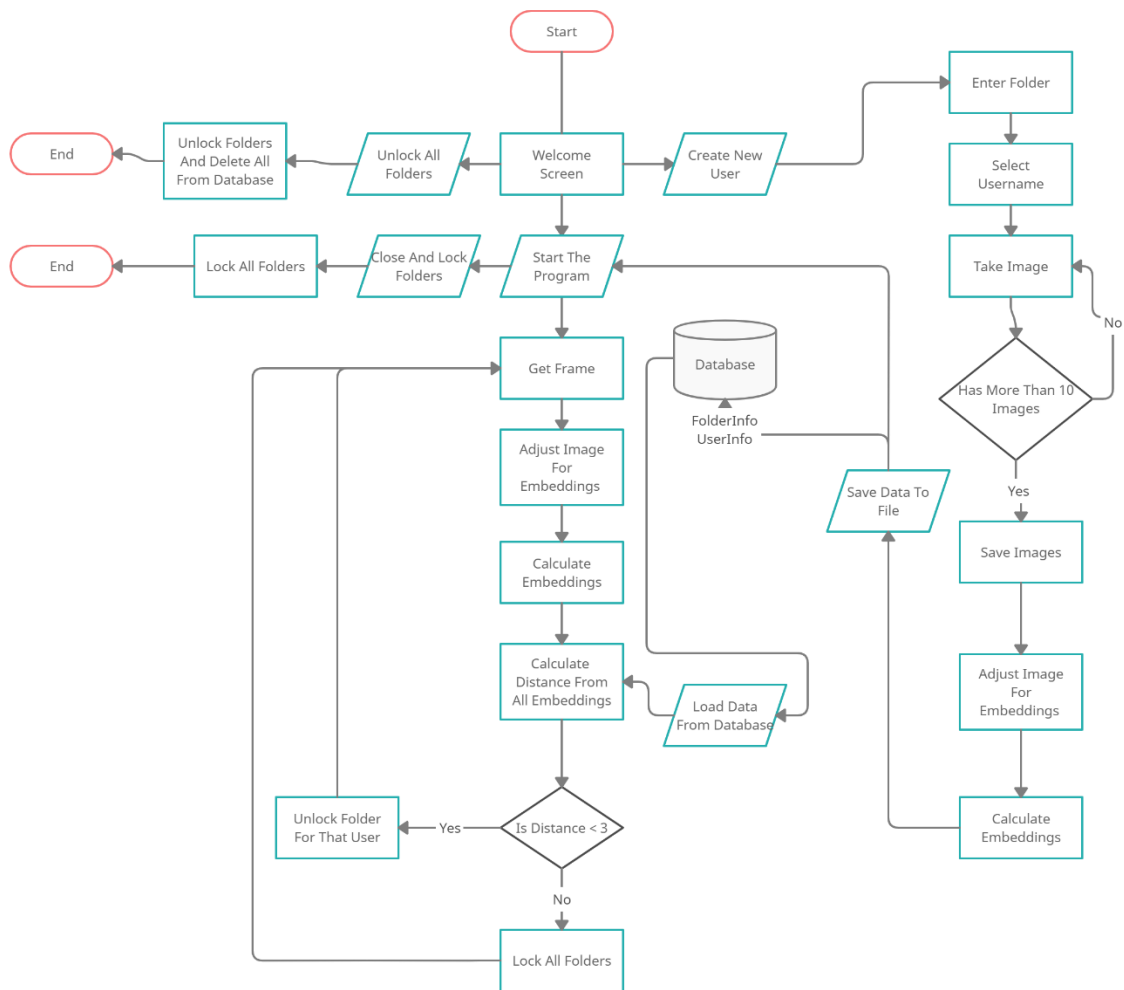 Start
Enter Folder
End
Unlock Folders
And Delete All
From Database
Unlock All
Folders
Welcome
Screen
Create New
User
Select
Username
End
Lock All Folders
Close And Lock
Folders
Start The
Program
Take Image
No
Get Frame
Database
Has More Than 10
Images
FolderInfo
UserInfo
Adjust Image
For
Embeddings
Save Data To
File
Yes
Save Images
Calculate
Embeddings
Calculate
Distance From
All Embeddings
Load Data
From Database
Adjust Image
For
Embeddings
Unlock Folder
For That User
Yes
Is Distance < 3
Calculate
Embeddings
No
Lock All Folders